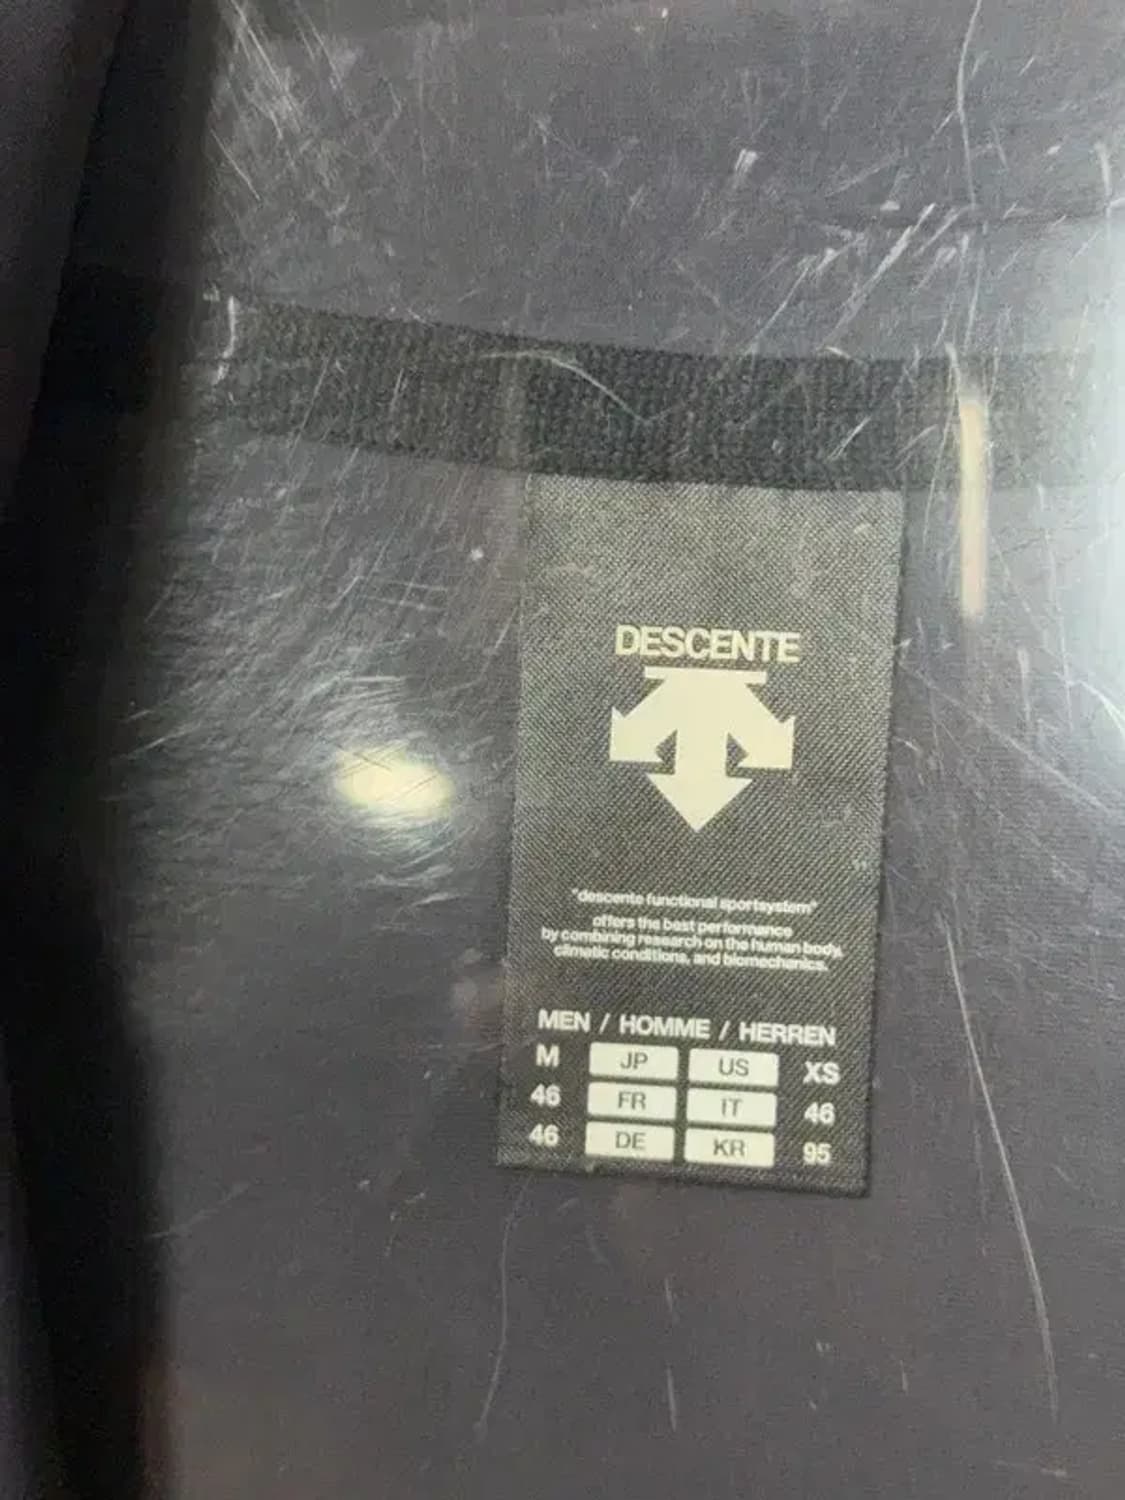 DESCENTE
"descente functional sportsystem"
offers the best performance
by combining research on the human body,
climatic conditions, and biomechanics.
MEN / HOMME / HERREN
M JP US XS
46 FR IT 46
46 DE KR 95